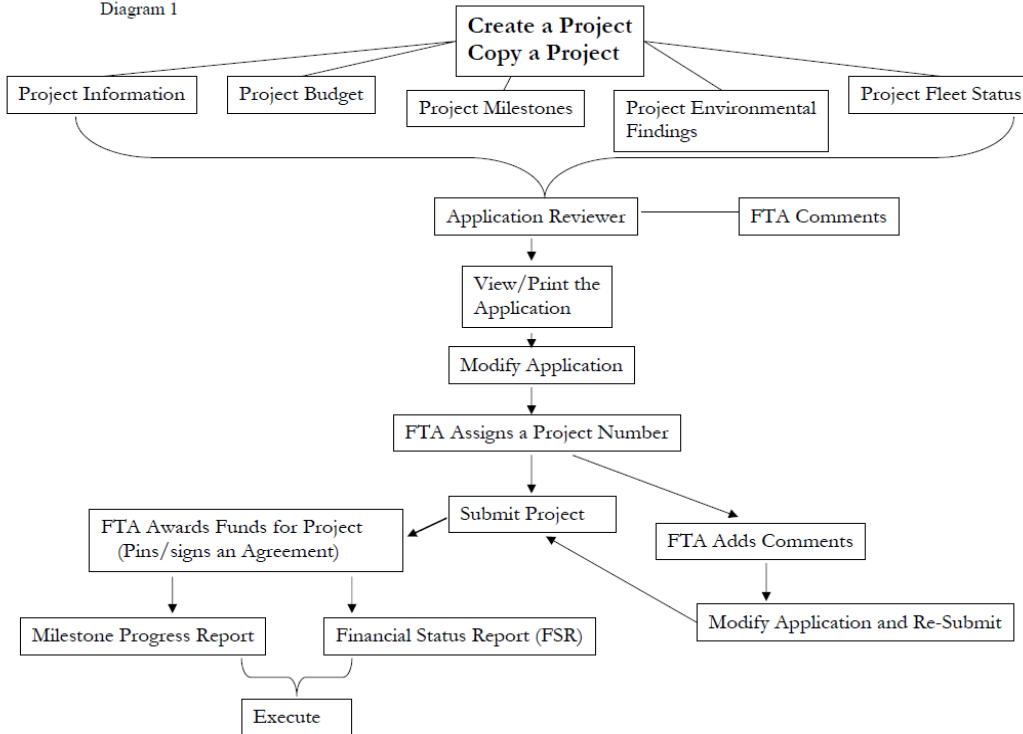 Diagram 1
Create a Project
Copy a Project
Project Information
Project Budget
Project Milestones
Project Environmental
Findings
Project Fleet Status
Application Reviewer
FTA Comments
View/Print the
Application
Modify Application
FTA Assigns a Project Number
Submit Project
FTA Awards Funds for Project
(Pins/signs an Agreement)
FTA Adds Comments
Milestone Progress Report
Financial Status Report (FSR)
Modify Application and Re-Submit
Execute